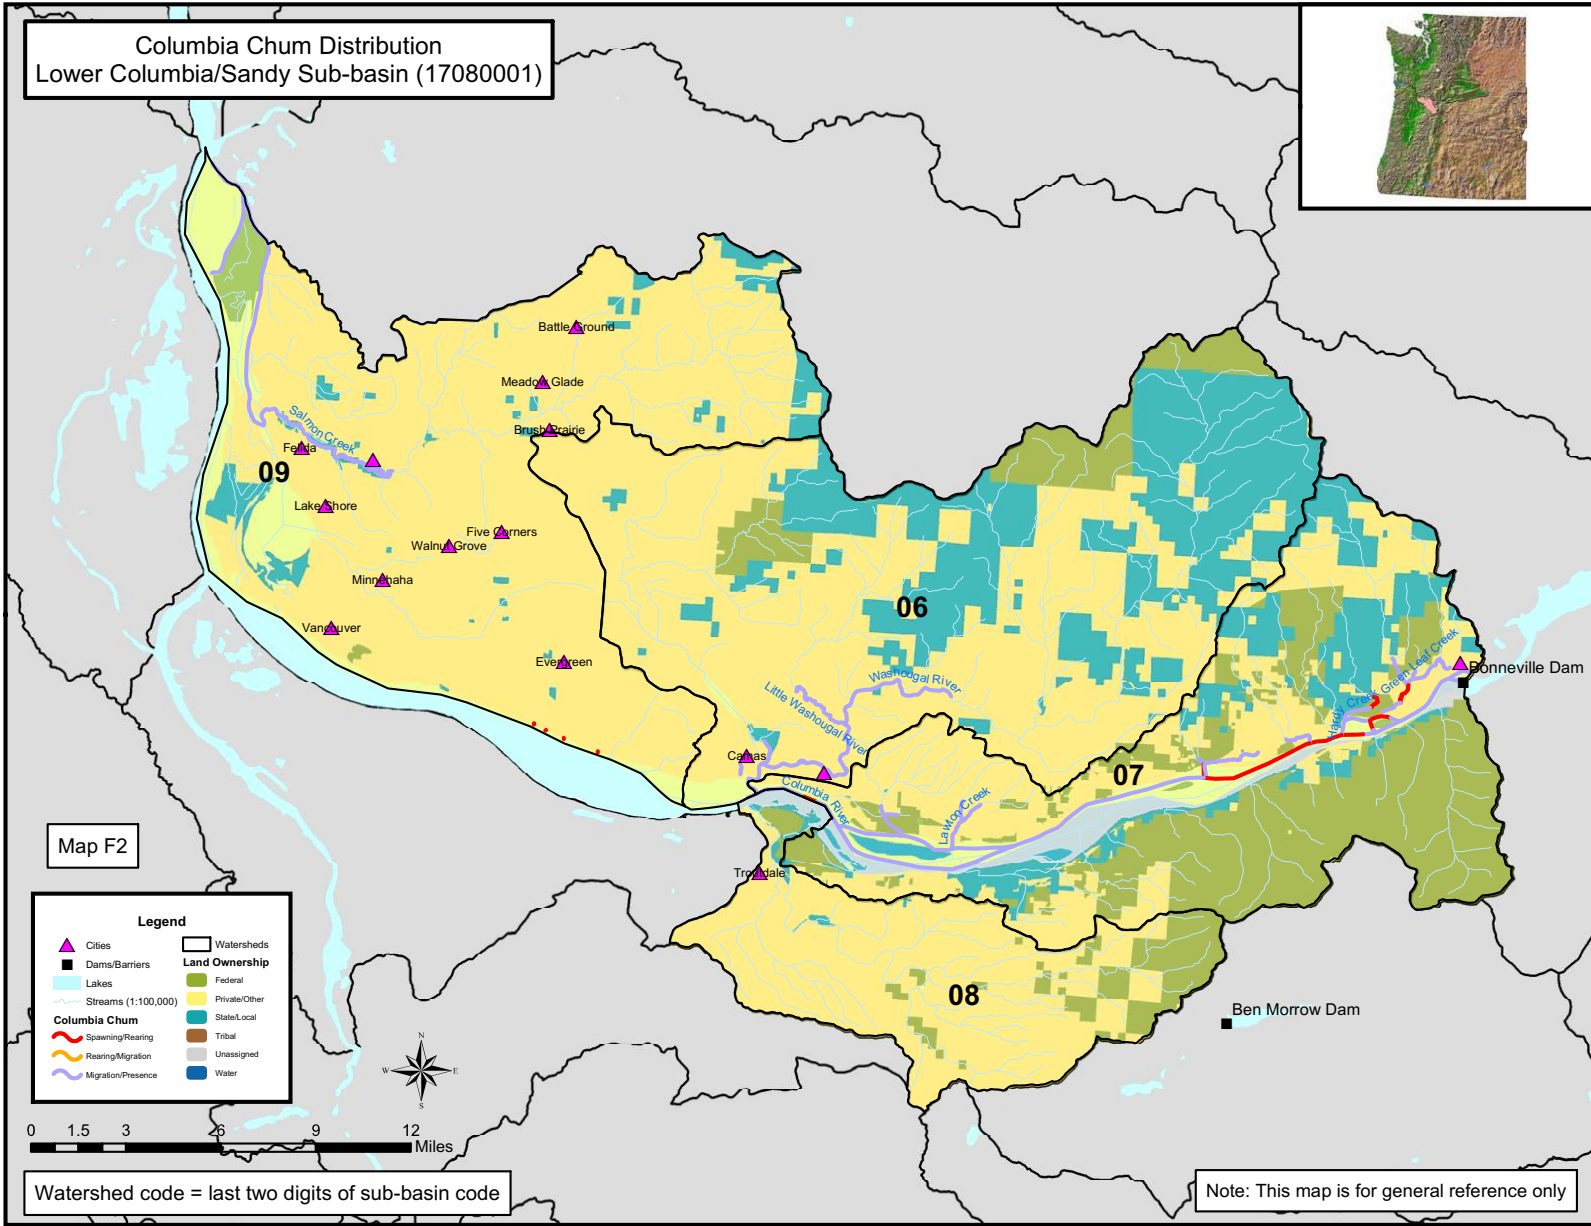 Columbia Chum Distribution
Lower Columbia/Sandy Sub-basin (17080001)
Battle Ground
Meadow Glade
Brush Prairie
Salmon Creek
Felida
09
Lake Shore
Five Corners
Walnut Grove
Minnehaha
06
Vancouver
Evergreen
Washougal River
Little Washougal River
Hardy Creek
Green Leaf Creek
Bonneville Dam
Camas
07
Columbia River
Lawton Creek
Troutdale
Map F2
08
Ben Morrow Dam
Legend
Cities
Dams/Barriers
Lakes
Streams (1:100,000)
Columbia Chum
Spawning/Rearing
Rearing/Migration
Migration/Presence
Watersheds
Land Ownership
Federal
Private/Other
State/Local
Tribal
Unassigned
Water
N
W
E
S
0 1.5 3 6 9 12
Miles
Watershed code = last two digits of sub-basin code
Note: This map is for general reference only